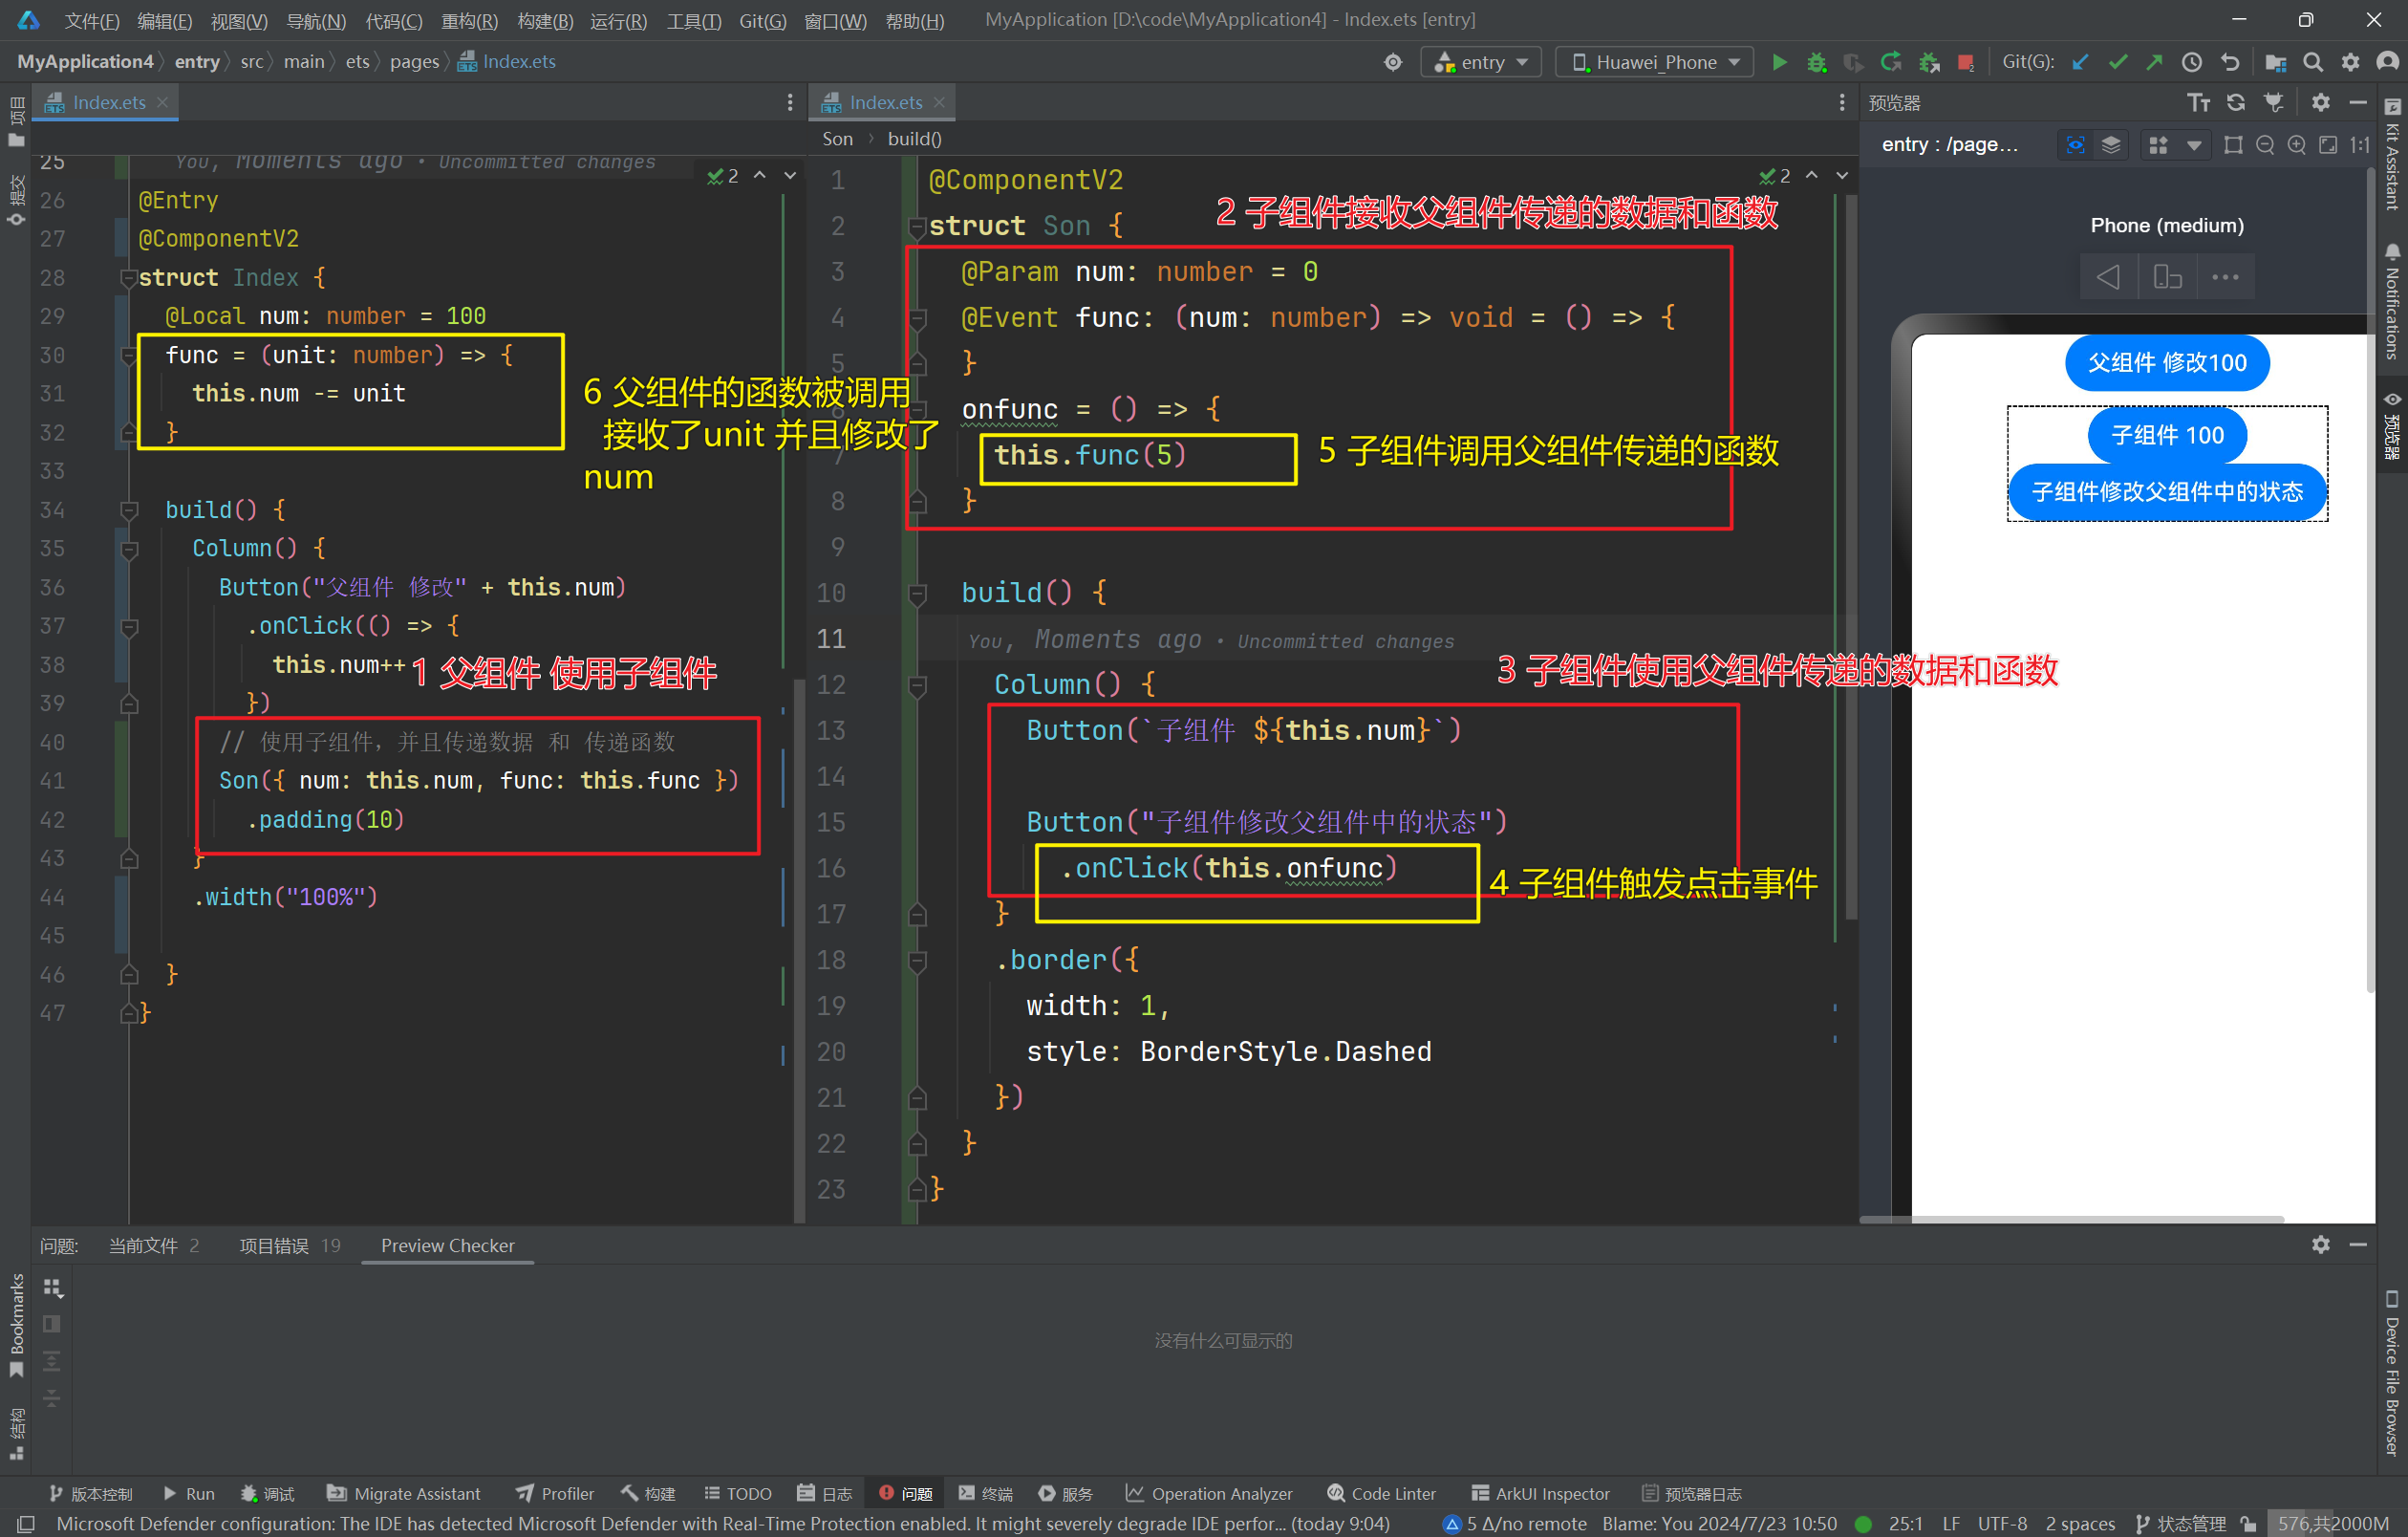 文件(F) 编辑(E) 视图(V) 导航(N) 代码(C) 重构(R) 构建(B) 运行(R) 工具(T) Git(G) 窗口(W) 帮助(H) MyApplication [D:\code\MyApplication4] - Index.ets [entry]
MyApplication4 entry src main ets pages Index.ets entry Huawei_Phone Git(G):
项目
提交
Bookmarks
结构
Index.ets
25 You, Moments ago • Uncommitted changes
2
26 @Entry
27 @ComponentV2
28 struct Index {
29 @Local num: number = 100
30 func = (unit: number) => {
31 this.num -= unit
32 }
33
34 build() {
35 Column() {
36 Button("父组件 修改" + this.num)
37 .onClick(() => {
38 this.num++
39 })
40 // 使用子组件，并且传递数据 和 传递函数
41 Son({ num: this.num, func: this.func })
42 .padding(10)
43 }
44 .width("100%")
45
46 }
47 }
6 父组件的函数被调用
接收了unit 并且修改了
num
1 父组件 使用子组件
Index.ets
Son build()
2
1 @ComponentV2
2 struct Son {
3 @Param num: number = 0
4 @Event func: (num: number) => void = () => {
5 }
6 onfunc = () => {
7 this.func(5)
8 }
9
10 build() {
11 You, Moments ago • Uncommitted changes
12 Column() {
13 Button(`子组件 ${this.num}`)
14
15 Button("子组件修改父组件中的状态")
16 .onClick(this.onfunc)
17 }
18 .border({
19 width: 1,
20 style: BorderStyle.Dashed
21 })
22 }
23 }
2 子组件接收父组件传递的数据和函数
5 子组件调用父组件传递的函数
3 子组件使用父组件传递的数据和函数
4 子组件触发点击事件
预览器
entry : /page... 1:1
Phone (medium)
父组件 修改100
子组件 100
子组件修改父组件中的状态
Kit Assistant
Notifications
预览器
Device File Browser
问题: 当前文件 2 项目错误 19 Preview Checker
没有什么可显示的
版本控制 Run 调试 Migrate Assistant Profiler 构建 TODO 日志 问题 终端 服务 Operation Analyzer Code Linter ArkUI Inspector 预览器日志
Microsoft Defender configuration: The IDE has detected Microsoft Defender with Real-Time Protection enabled. It might severely degrade IDE perfor... (today 9:04) 5 Δ/no remote Blame: You 2024/7/23 10:50 25:1 LF UTF-8 2 spaces 状态管理 576,共2000M